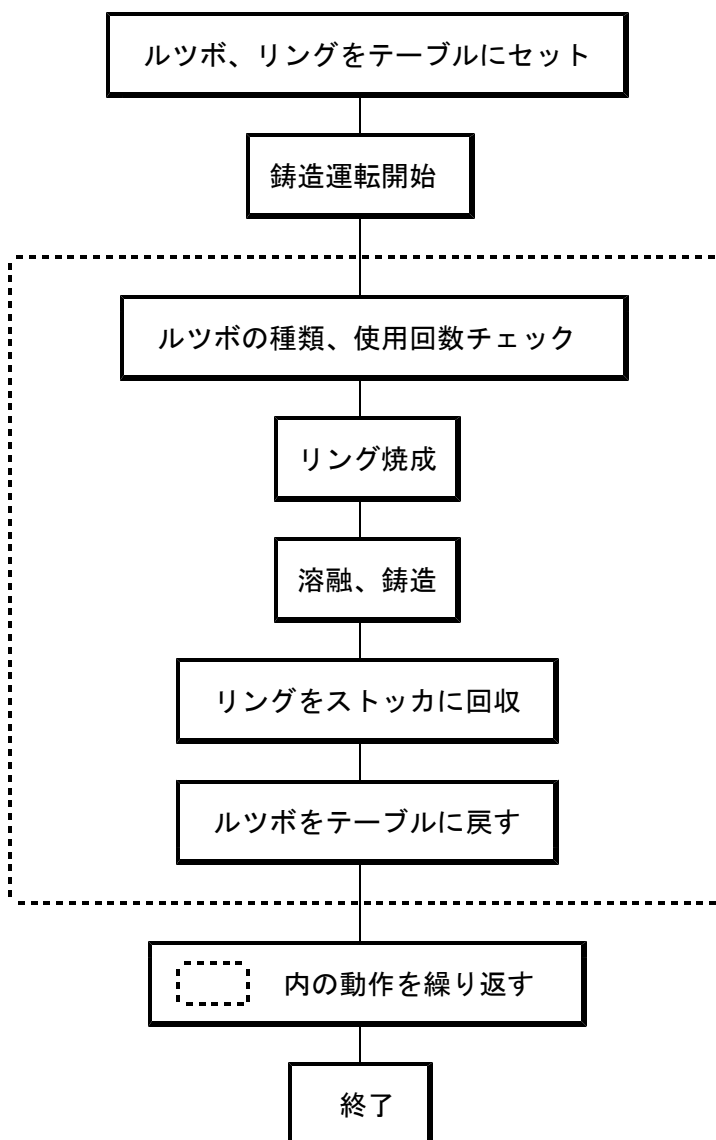 ルツボ、リングをテーブルにセット
鋳造運転開始
ルツボの種類、使用回数チェック
リング焼成
溶融、鋳造
リングをストッカに回収
ルツボをテーブルに戻す
内の動作を繰り返す
終了